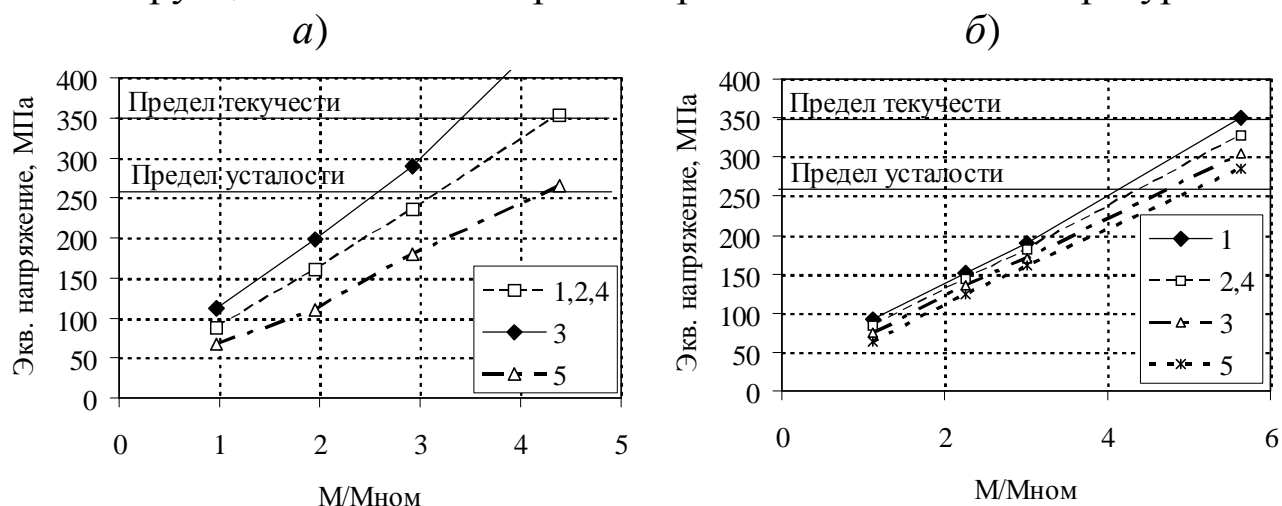 а)
б)
Экв. напряжение, МПа
400
350
300
250
200
150
100
50
0
Предел текучести
Предел усталости
1,2,4
3
5
0 1 2 3 4 5
М/Мном
Экв. напряжение, МПа
400
350
300
250
200
150
100
50
0
Предел текучести
Предел усталости
1
2,4
3
5
0 2 4 6
М/Мном